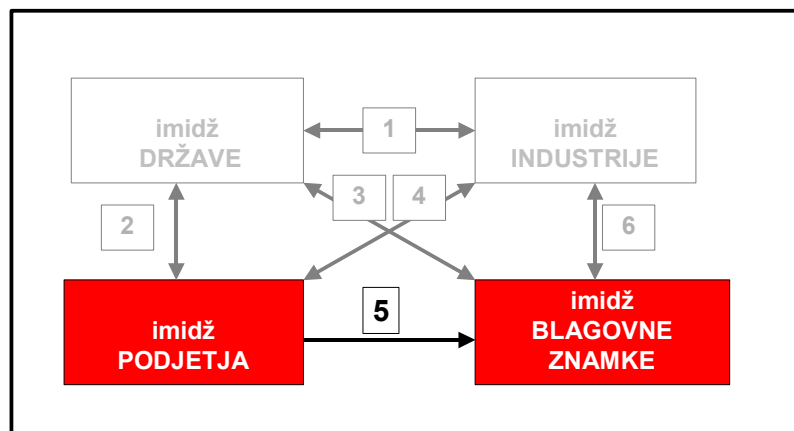 imidž
DRŽAVE
1
imidž
INDUSTRIJE
2
3
4
6
imidž
PODJETJA
5
imidž
BLAGOVNE
ZNAMKE